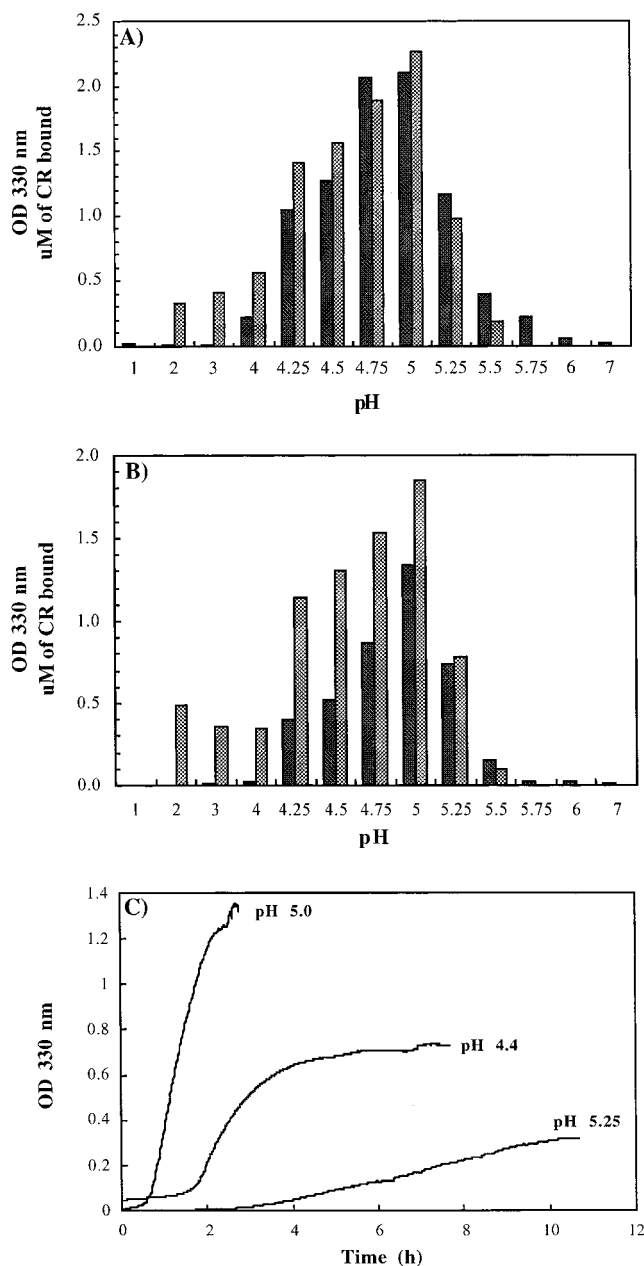 A)
2.5
2.0
1.5
1.0
0.5
0.0
OD 330 nm
uM of CR bound
1 2 3 4 4.25 4.5 4.75 5 5.25 5.5 5.75 6 7
pH
B)
2.0
1.5
1.0
0.5
0.0
OD 330 nm
uM of CR bound
1 2 3 4 4.25 4.5 4.75 5 5.25 5.5 5.75 6 7
pH
C)
1.4
1.2
1
0.8
0.6
0.4
0.2
0
OD 330 nm
pH 5.0
pH 4.4
pH 5.25
0 2 4 6 8 10 12
Time (h)